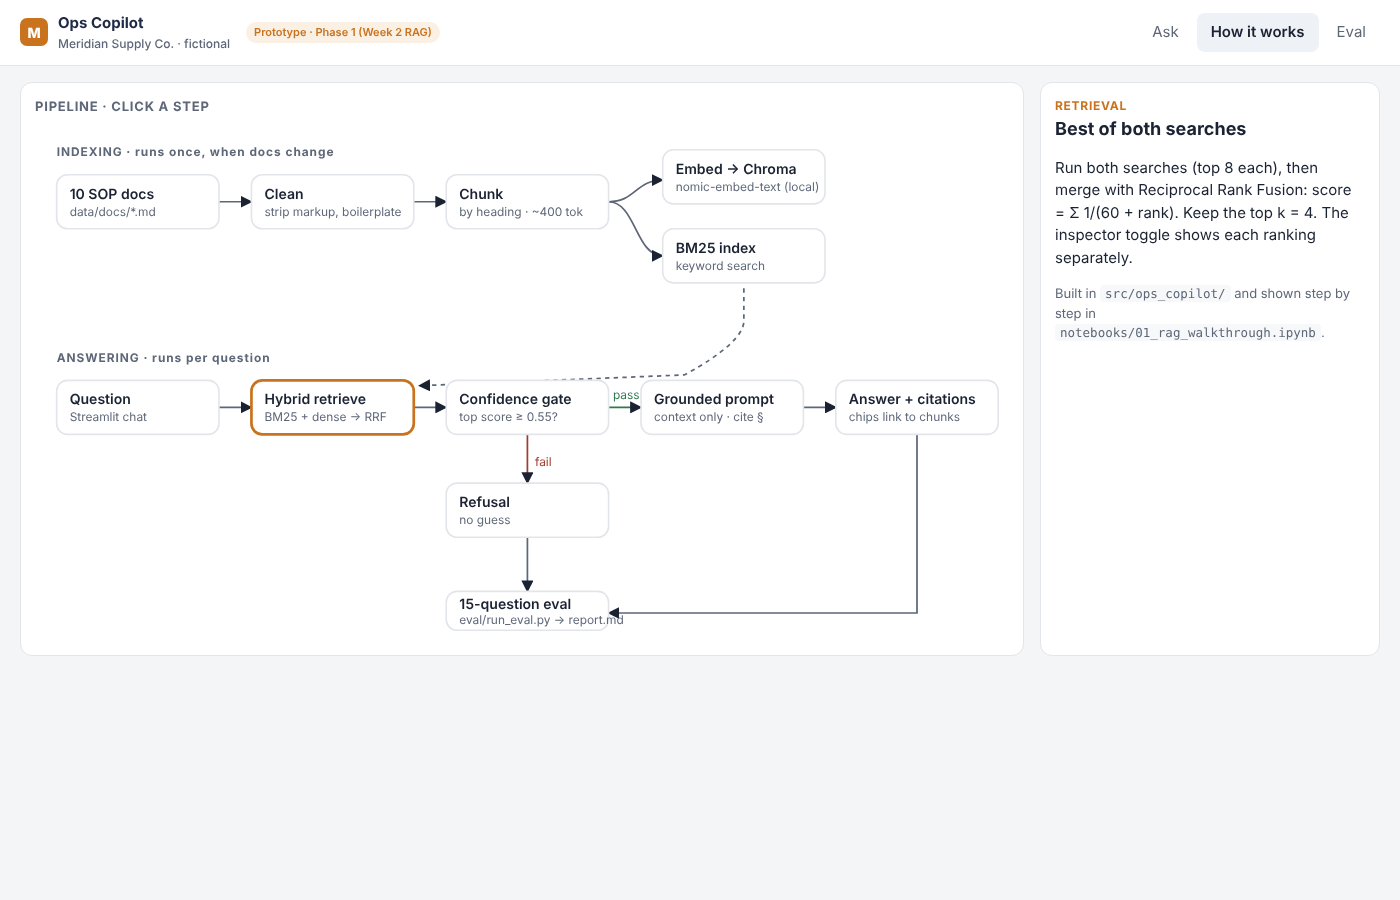 M
Ops Copilot
Meridian Supply Co. · fictional
Prototype · Phase 1 (Week 2 RAG)
Ask
How it works
Eval
PIPELINE · CLICK A STEP
INDEXING · runs once, when docs change
10 SOP docs
data/docs/*.md
Clean
strip markup, boilerplate
Chunk
by heading · ~400 tok
Embed → Chroma
nomic-embed-text (local)
BM25 index
keyword search
ANSWERING · runs per question
Question
Streamlit chat
Hybrid retrieve
BM25 + dense → RRF
Confidence gate
top score ≥ 0.55?
pass
Grounded prompt
context only · cite §
Answer + citations
chips link to chunks
fail
Refusal
no guess
15-question eval
eval/run_eval.py → report.md
RETRIEVAL
Best of both searches
Run both searches (top 8 each), then
merge with Reciprocal Rank Fusion: score
= Σ 1/(60 + rank). Keep the top k = 4. The
inspector toggle shows each ranking
separately.
Built in src/ops_copilot/ and shown step by
step in
notebooks/01_rag_walkthrough.ipynb.